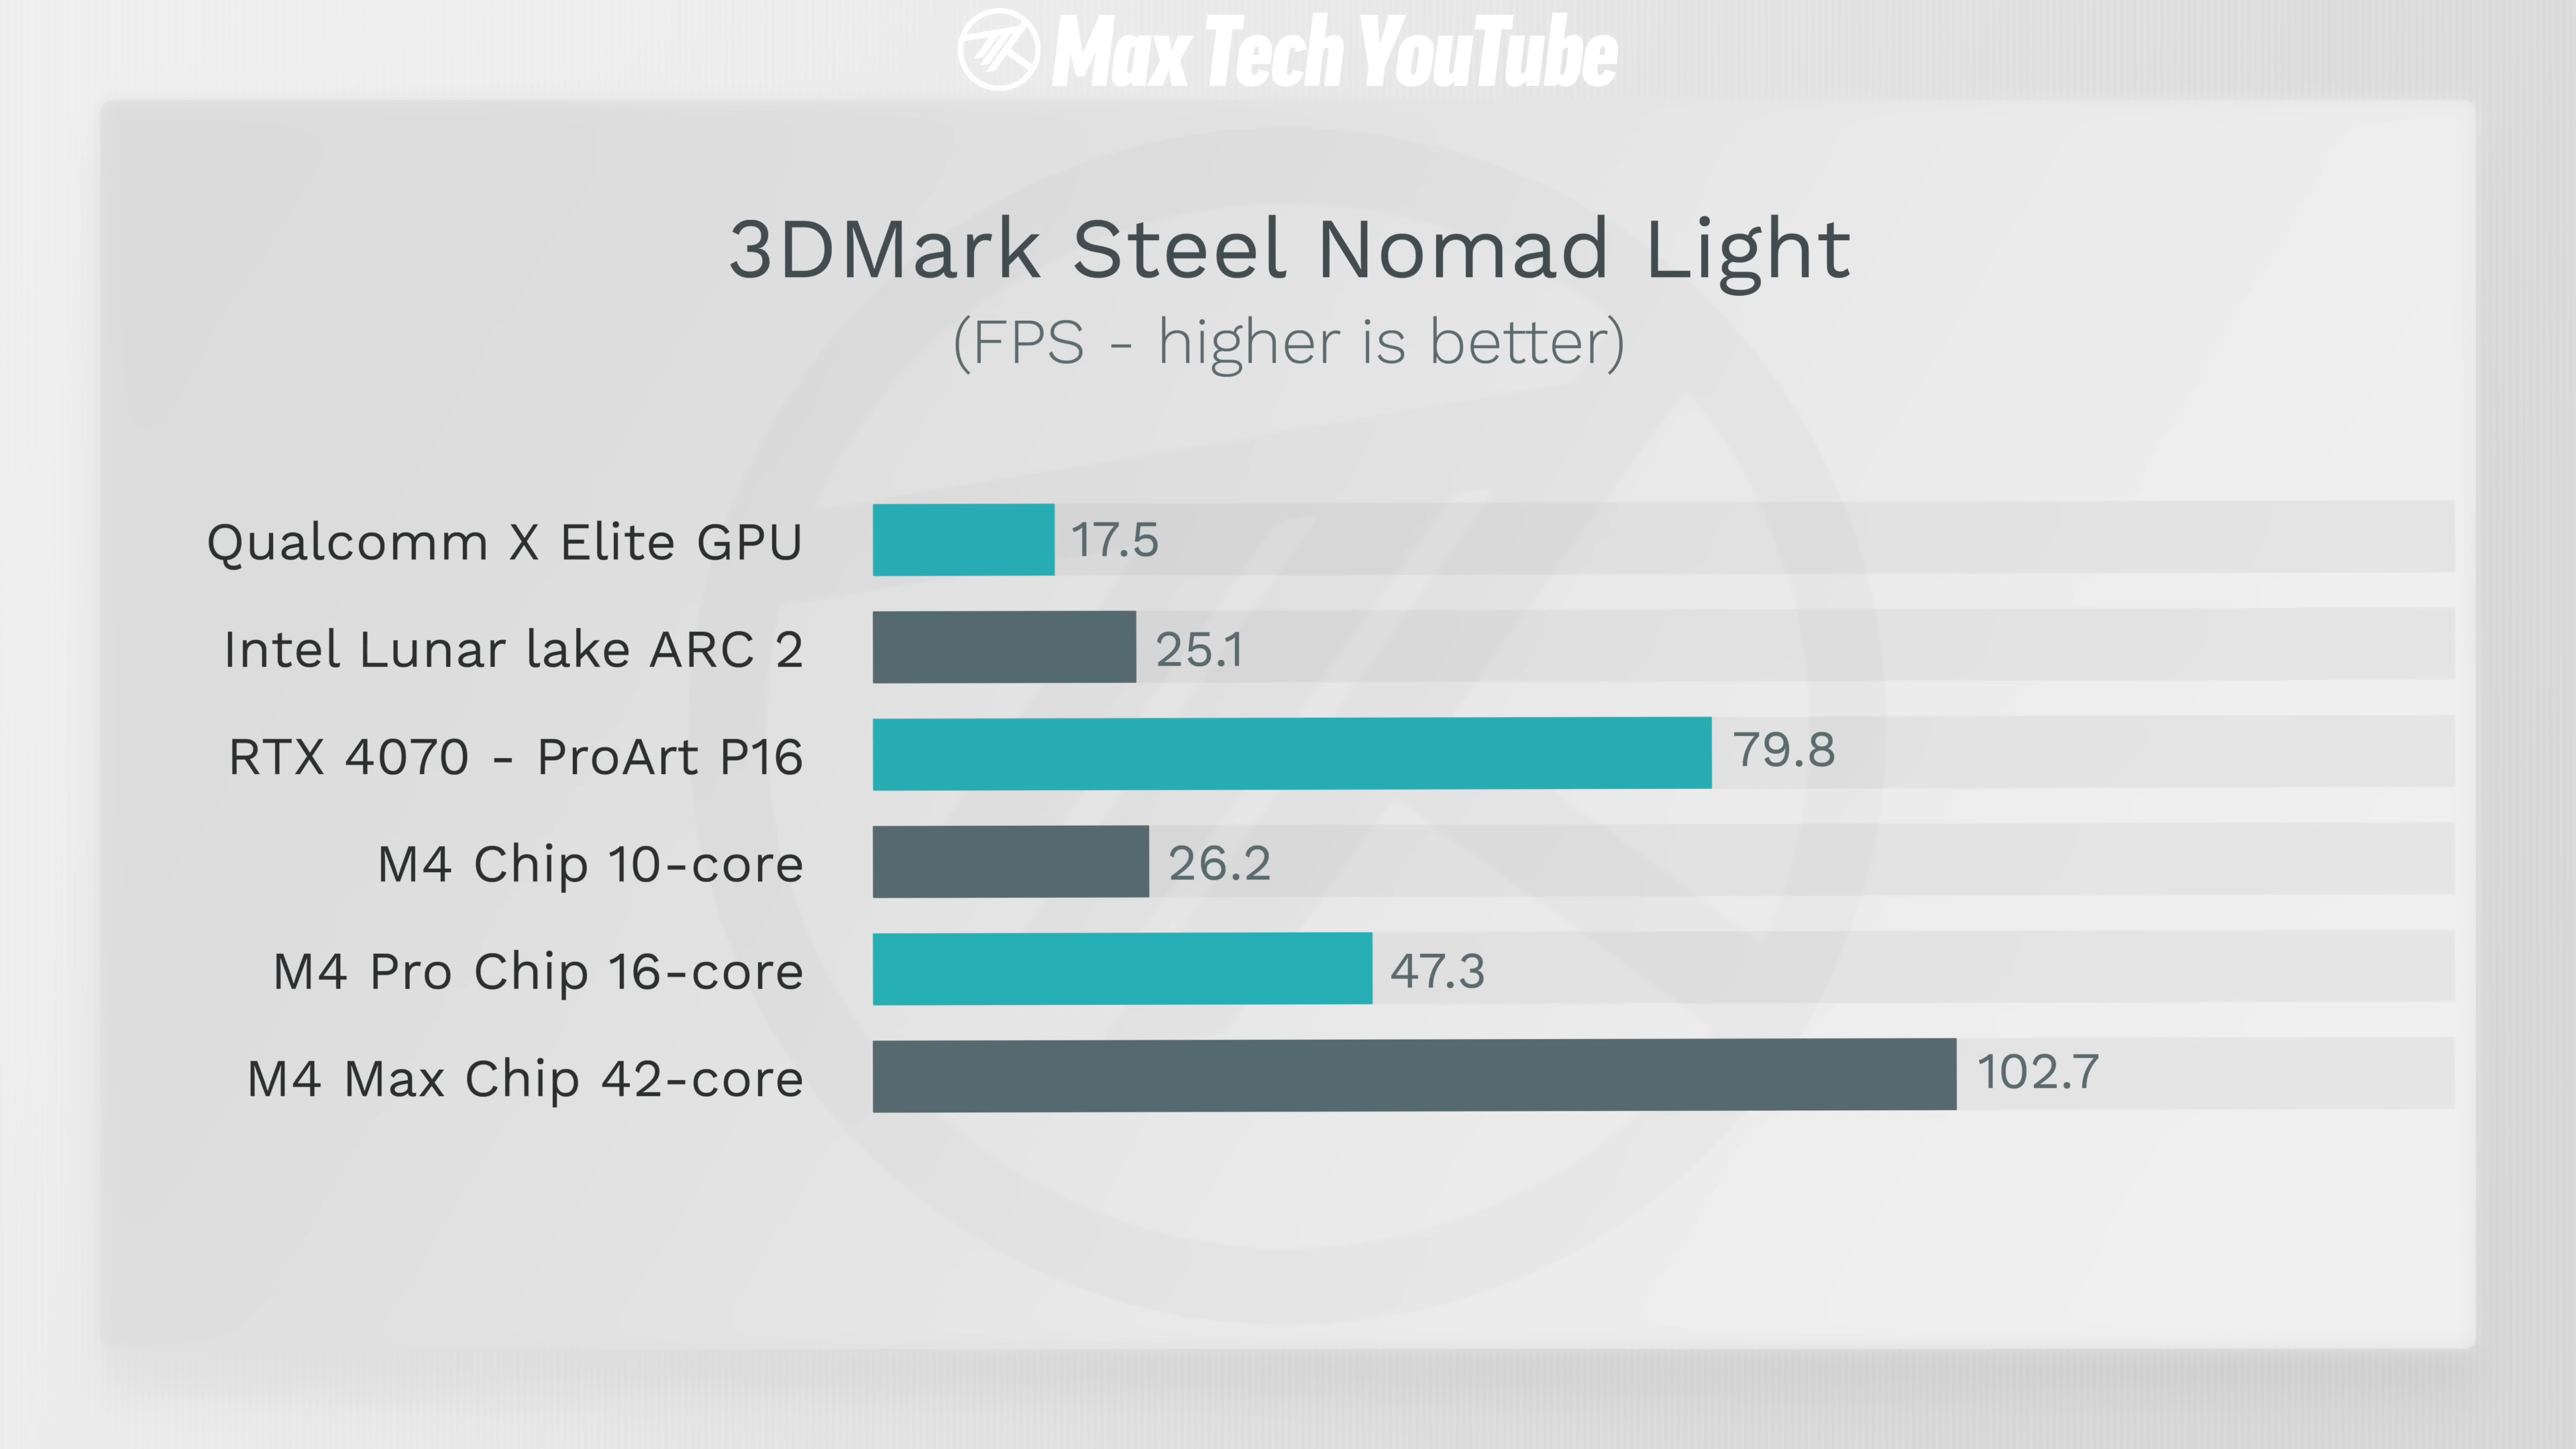 Max Tech YouTube
3DMark Steel Nomad Light
(FPS - higher is better)
Qualcomm X Elite GPU 17.5
Intel Lunar lake ARC 2 25.1
RTX 4070 - ProArt P16 79.8
M4 Chip 10-core 26.2
M4 Pro Chip 16-core 47.3
M4 Max Chip 42-core 102.7